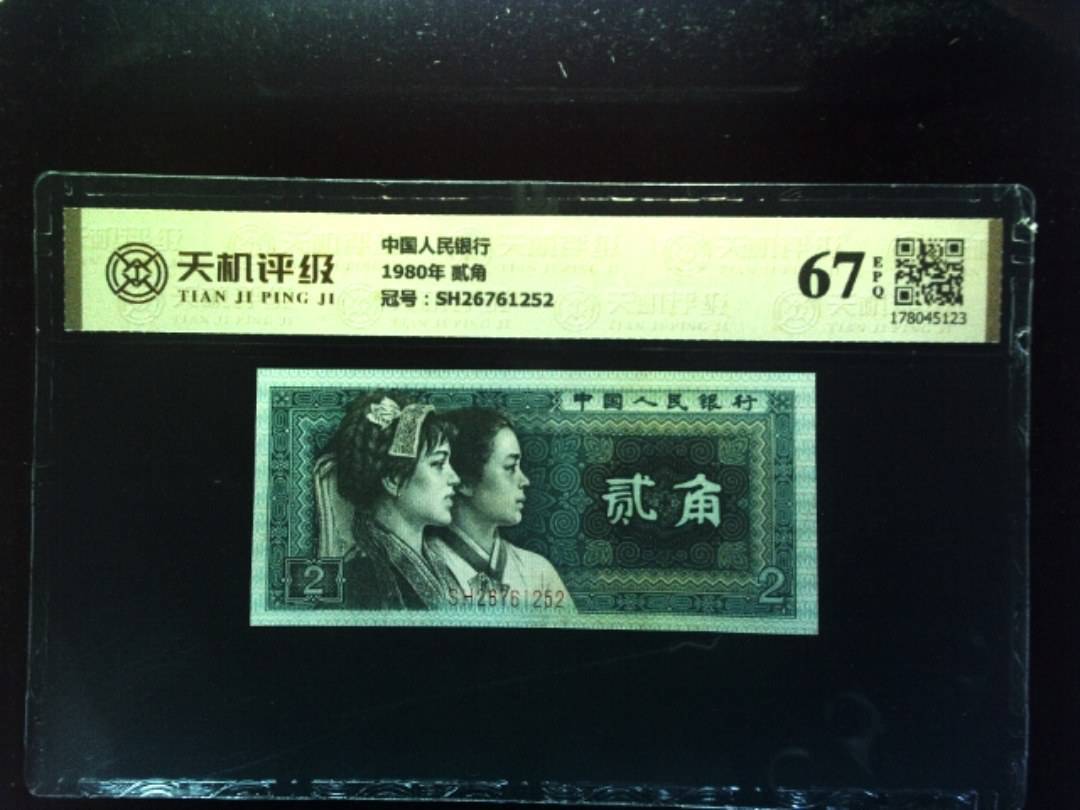 天机评级
TIAN JI PING JI
中国人民银行
1980年 贰角
冠号：SH26761252
67
EPQ
178045123
中国人民银行
贰角
2
2
SH26761252